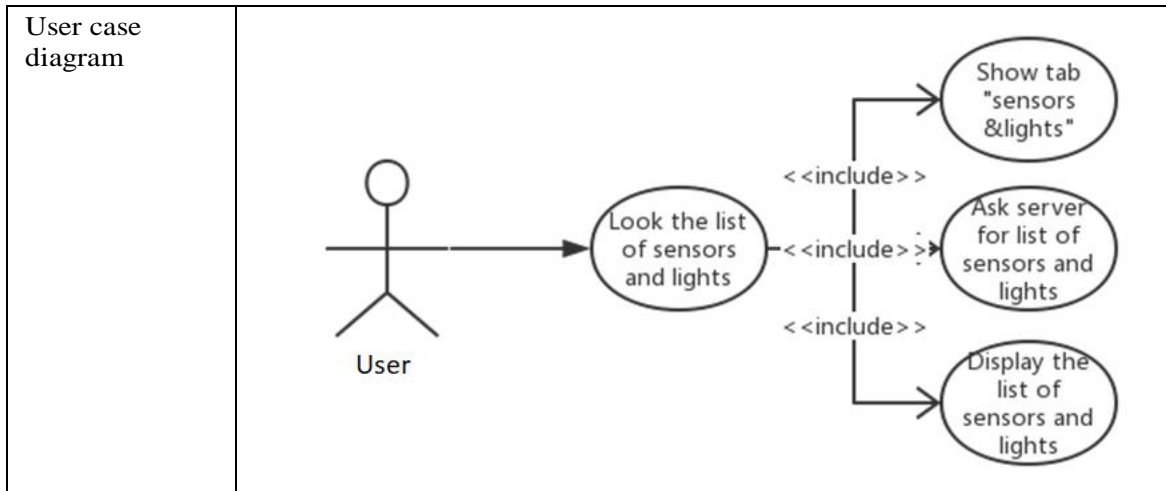 User case
diagram
Show tab
"sensors
&lights"
<<include>>
Look the list
of sensors
and lights
<<include>>
Ask server
for list of
sensors and
lights
<<include>>
User
Display the
list of
sensors and
lights